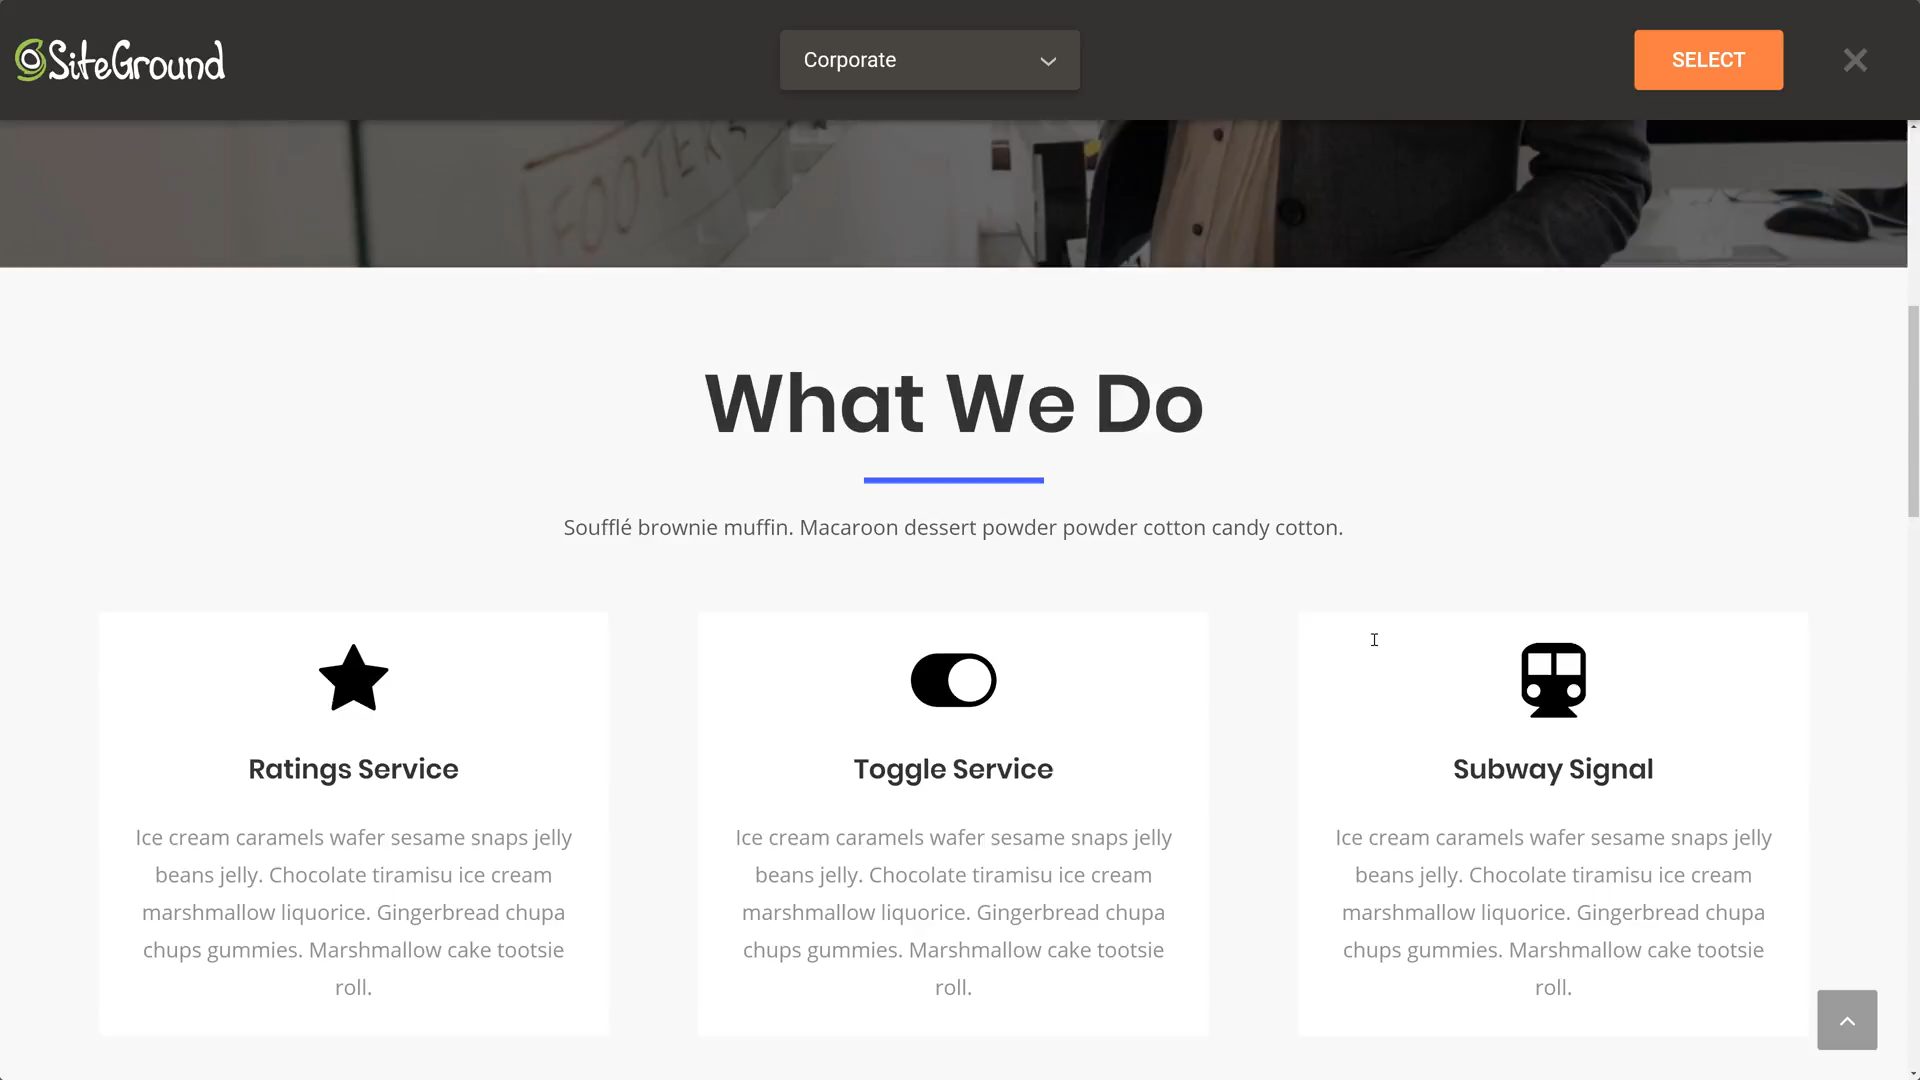 SiteGround
Corporate
SELECT
FOOTER
What We Do
Soufflé brownie muffin. Macaroon dessert powder powder cotton candy cotton.
Ratings Service
Ice cream caramels wafer sesame snaps jelly
beans jelly. Chocolate tiramisu ice cream
marshmallow liquorice. Gingerbread chupa
chups gummies. Marshmallow cake tootsie
roll.
Toggle Service
Ice cream caramels wafer sesame snaps jelly
beans jelly. Chocolate tiramisu ice cream
marshmallow liquorice. Gingerbread chupa
chups gummies. Marshmallow cake tootsie
roll.
Subway Signal
Ice cream caramels wafer sesame snaps jelly
beans jelly. Chocolate tiramisu ice cream
marshmallow liquorice. Gingerbread chupa
chups gummies. Marshmallow cake tootsie
roll.